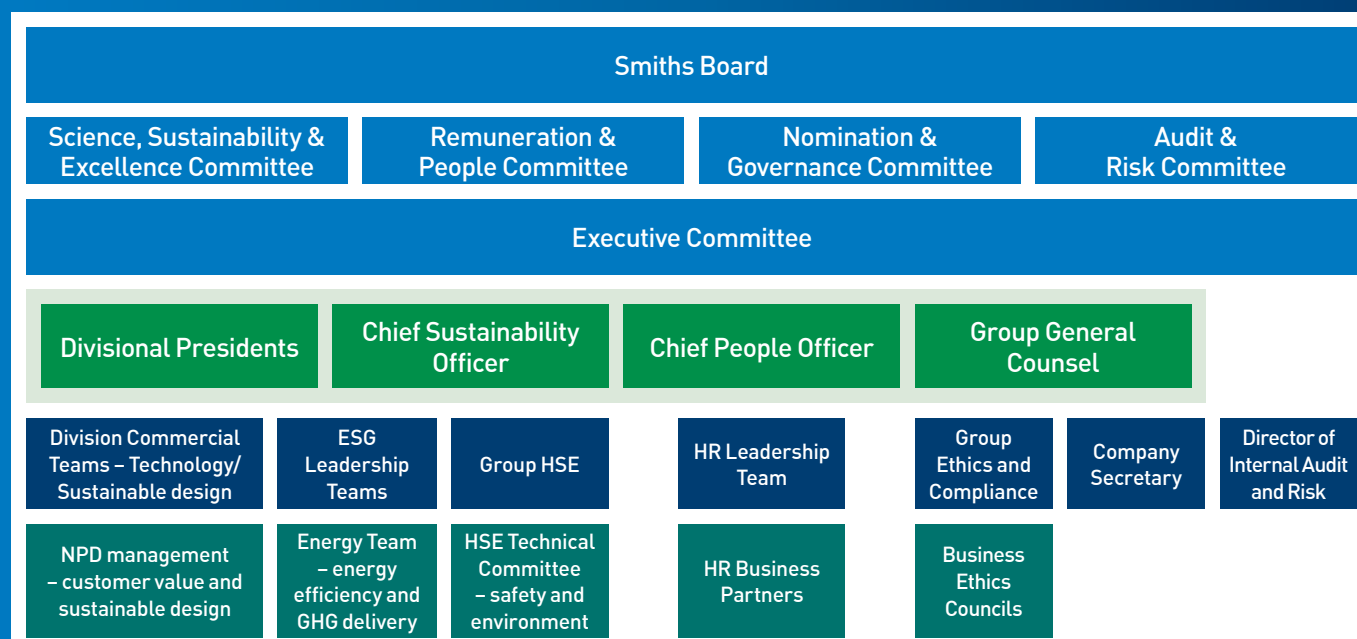 Smiths Board
Science, Sustainability &
Excellence Committee
Remuneration &
People Committee
Nomination &
Governance Committee
Audit &
Risk Committee
Executive Committee
Divisional Presidents
Chief Sustainability
Officer
Chief People Officer
Group General
Counsel
Division Commercial
Teams – Technology/
Sustainable design
ESG
Leadership
Teams
Group HSE
HR Leadership
Team
Group
Ethics and
Compliance
Company
Secretary
Director of
Internal Audit
and Risk
NPD management
– customer value and
sustainable design
Energy Team
– energy
efficiency and
GHG delivery
HSE Technical
Committee
– safety and
environment
HR Business
Partners
Business
Ethics
Councils